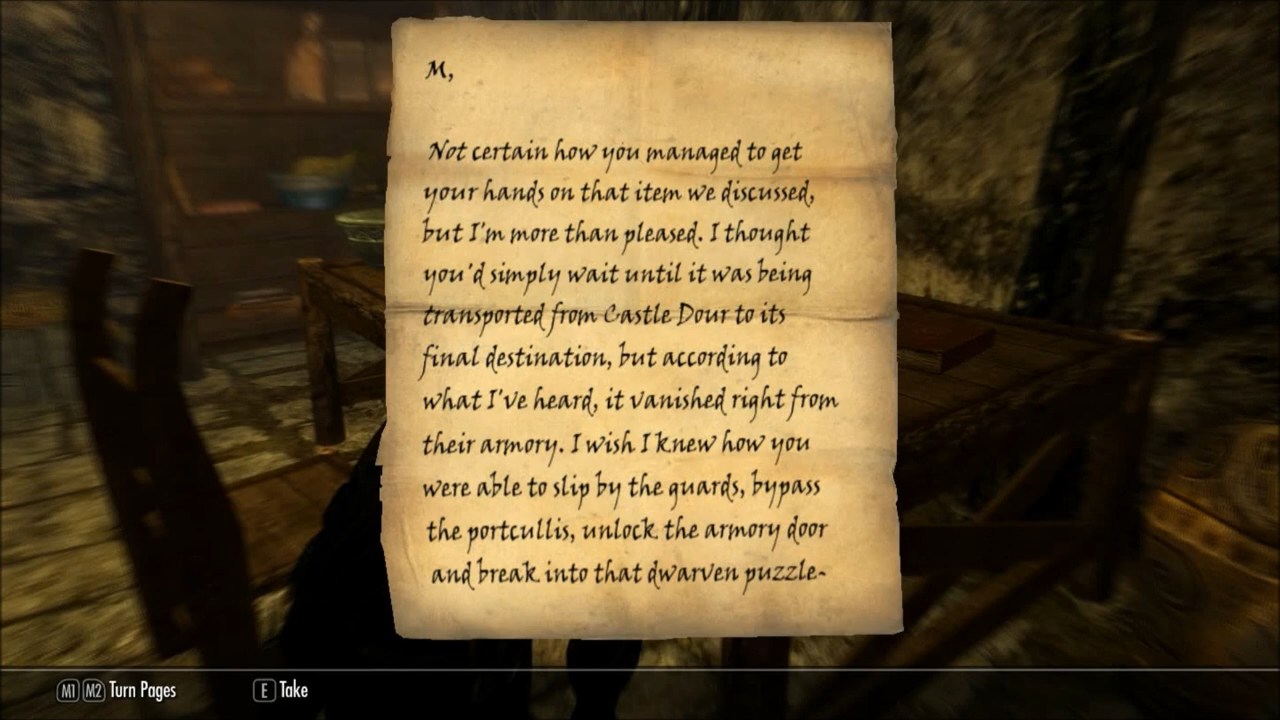 M,
Not certain how you managed to get
your hands on that item we discussed,
but I'm more than pleased. I thought
you'd simply wait until it was being
transported from Castle Dour to its
final destination, but according to
what I've heard, it vanished right from
their armory. I wish I knew how you
were able to slip by the guards, bypass
the portcullis, unlock the armory door
and break into that dwarven puzzle-
M1 M2 Turn Pages E Take